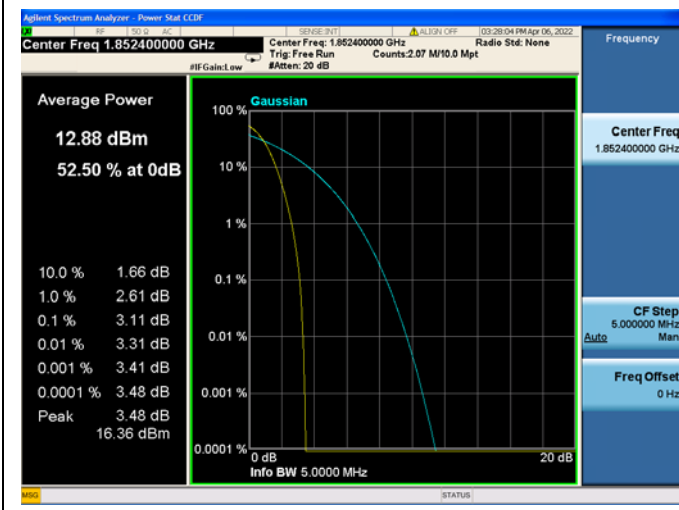 Agilent Spectrum Analyzer - Power Stat CCDF
RF 50 Ω AC SENSE:INT ALIGN OFF 03:28:04 PM Apr 06, 2022
Center Freq 1.852400000 GHz
Center Freq: 1.852400000 GHz Radio Std: None
Trig: Free Run Counts:2.07 M/10.0 Mpt
#IFGain:Low #Atten: 20 dB
Frequency
Average Power
12.88 dBm
52.50 % at 0dB
10.0 % 1.66 dB
1.0 % 2.61 dB
0.1 % 3.11 dB
0.01 % 3.31 dB
0.001 % 3.41 dB
0.0001 % 3.48 dB
Peak 3.48 dB
16.36 dBm
Gaussian
100 %
10 %
1 %
0.1 %
0.01 %
0.001 %
0.0001 %
0 dB 20 dB
Info BW 5.0000 MHz
Center Freq
1.852400000 GHz
CF Step
5.000000 MHz
Auto Man
Freq Offset
0 Hz
MSG STATUS